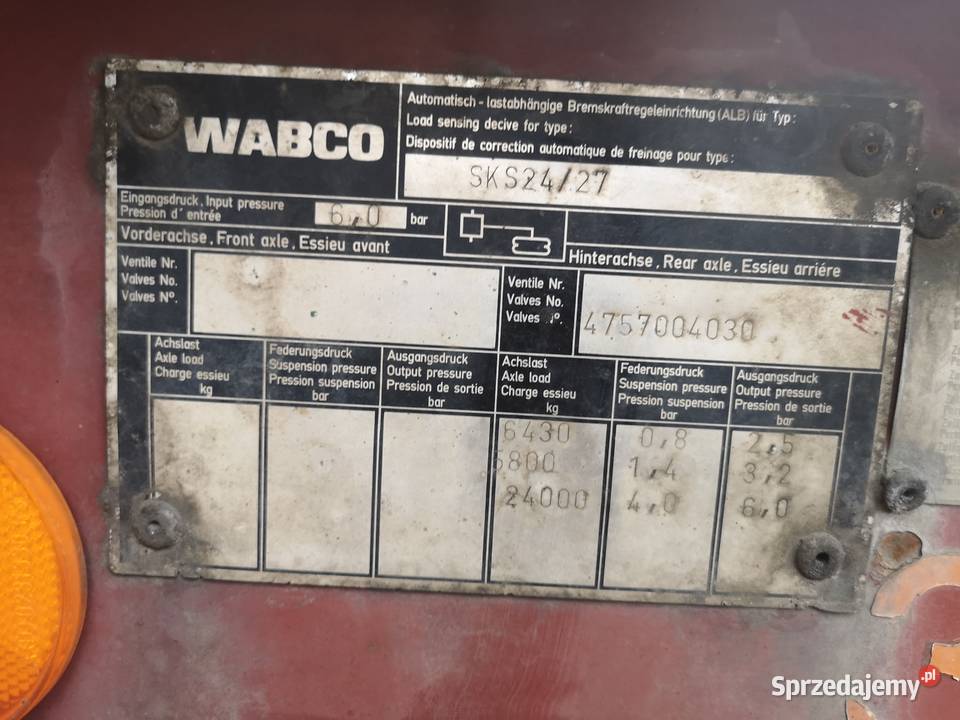 WABCO
Automatisch - lastabhängige Bremskraftregeleinrichtung (ALB) für Typ:
Load sensing decive for type:
Dispositif de correction automatique de freinage pour type:
SKS24/27
Eingangsdruck, Input pressure
Pression d'entrée
6,0 bar
Vorderachse, Front axle, Essieu avant
Hinterachse, Rear axle, Essieu arriére
Ventile Nr.
Valves No.
Valves N°.
Ventile Nr.
Valves No.
Valves
4757004030
Achslast
Axle load
Charge essieu
kg
Federungsdruck
Suspension pressure
Pression suspension
bar
Ausgangsdruck
Output pressure
Pression de sortie
bar
Achslast
Axle load
Charge essieu
kg
Federungsdruck
Suspension pressure
Pression suspension
bar
Ausgangsdruck
Output pressure
Pression de sortie
bar
6430 0,8 2,5
1,4 3,2
24000 4,0 6,0
Sprzedajemy.pl